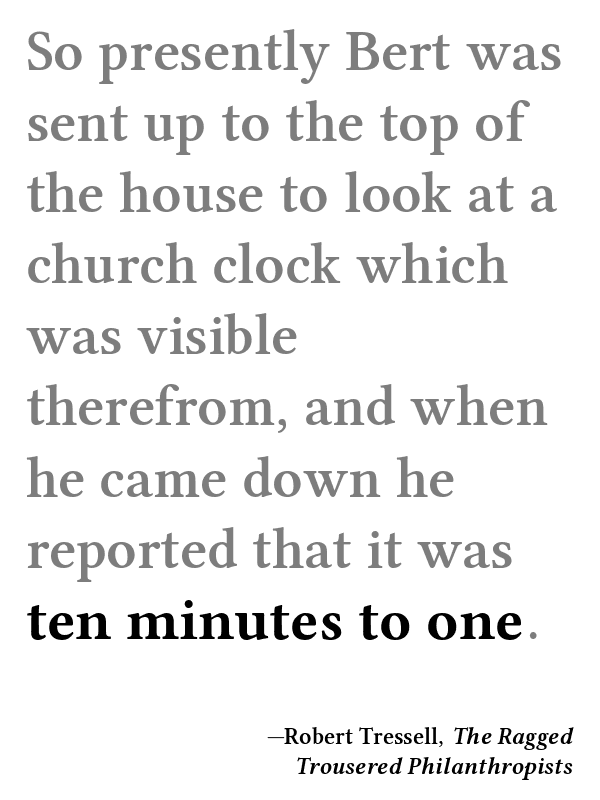 So presently Bert was
sent up to the top of
the house to look at a
church clock which
was visible
therefrom, and when
he came down he
reported that it was
ten minutes to one.
—Robert Tressell, The Ragged
Trousered Philanthropists